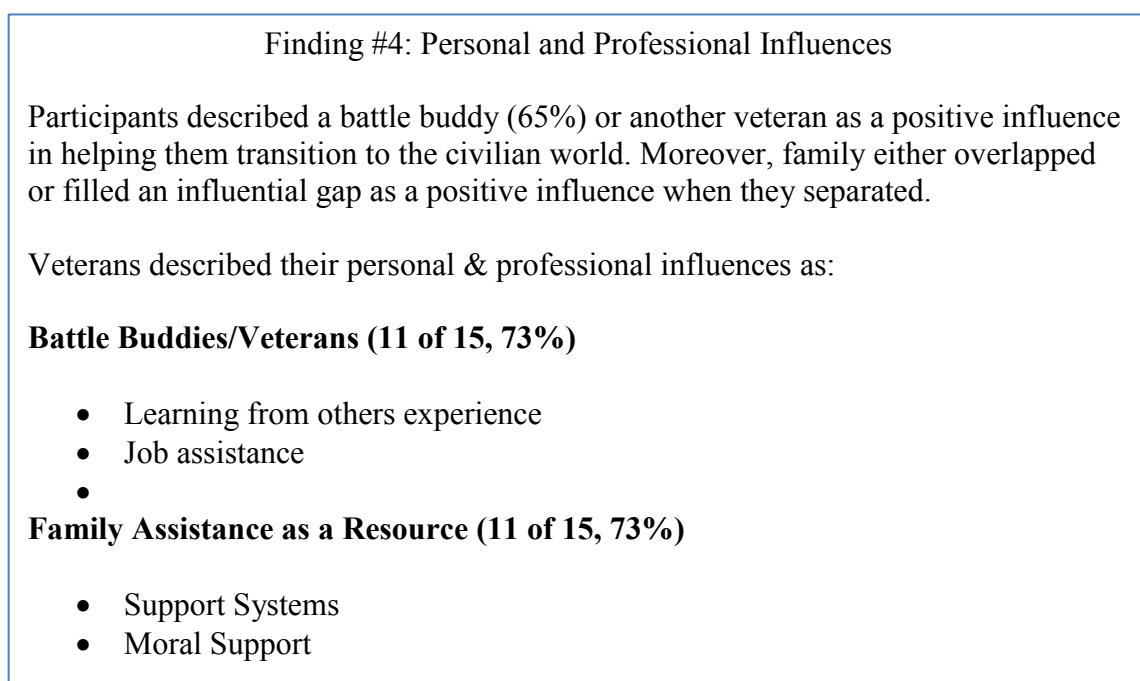 Finding #4: Personal and Professional Influences
Participants described a battle buddy (65%) or another veteran as a positive influence
in helping them transition to the civilian world. Moreover, family either overlapped
or filled an influential gap as a positive influence when they separated.
Veterans described their personal & professional influences as:
Battle Buddies/Veterans (11 of 15, 73%)
• Learning from others experience
• Job assistance
•
Family Assistance as a Resource (11 of 15, 73%)
• Support Systems
• Moral Support